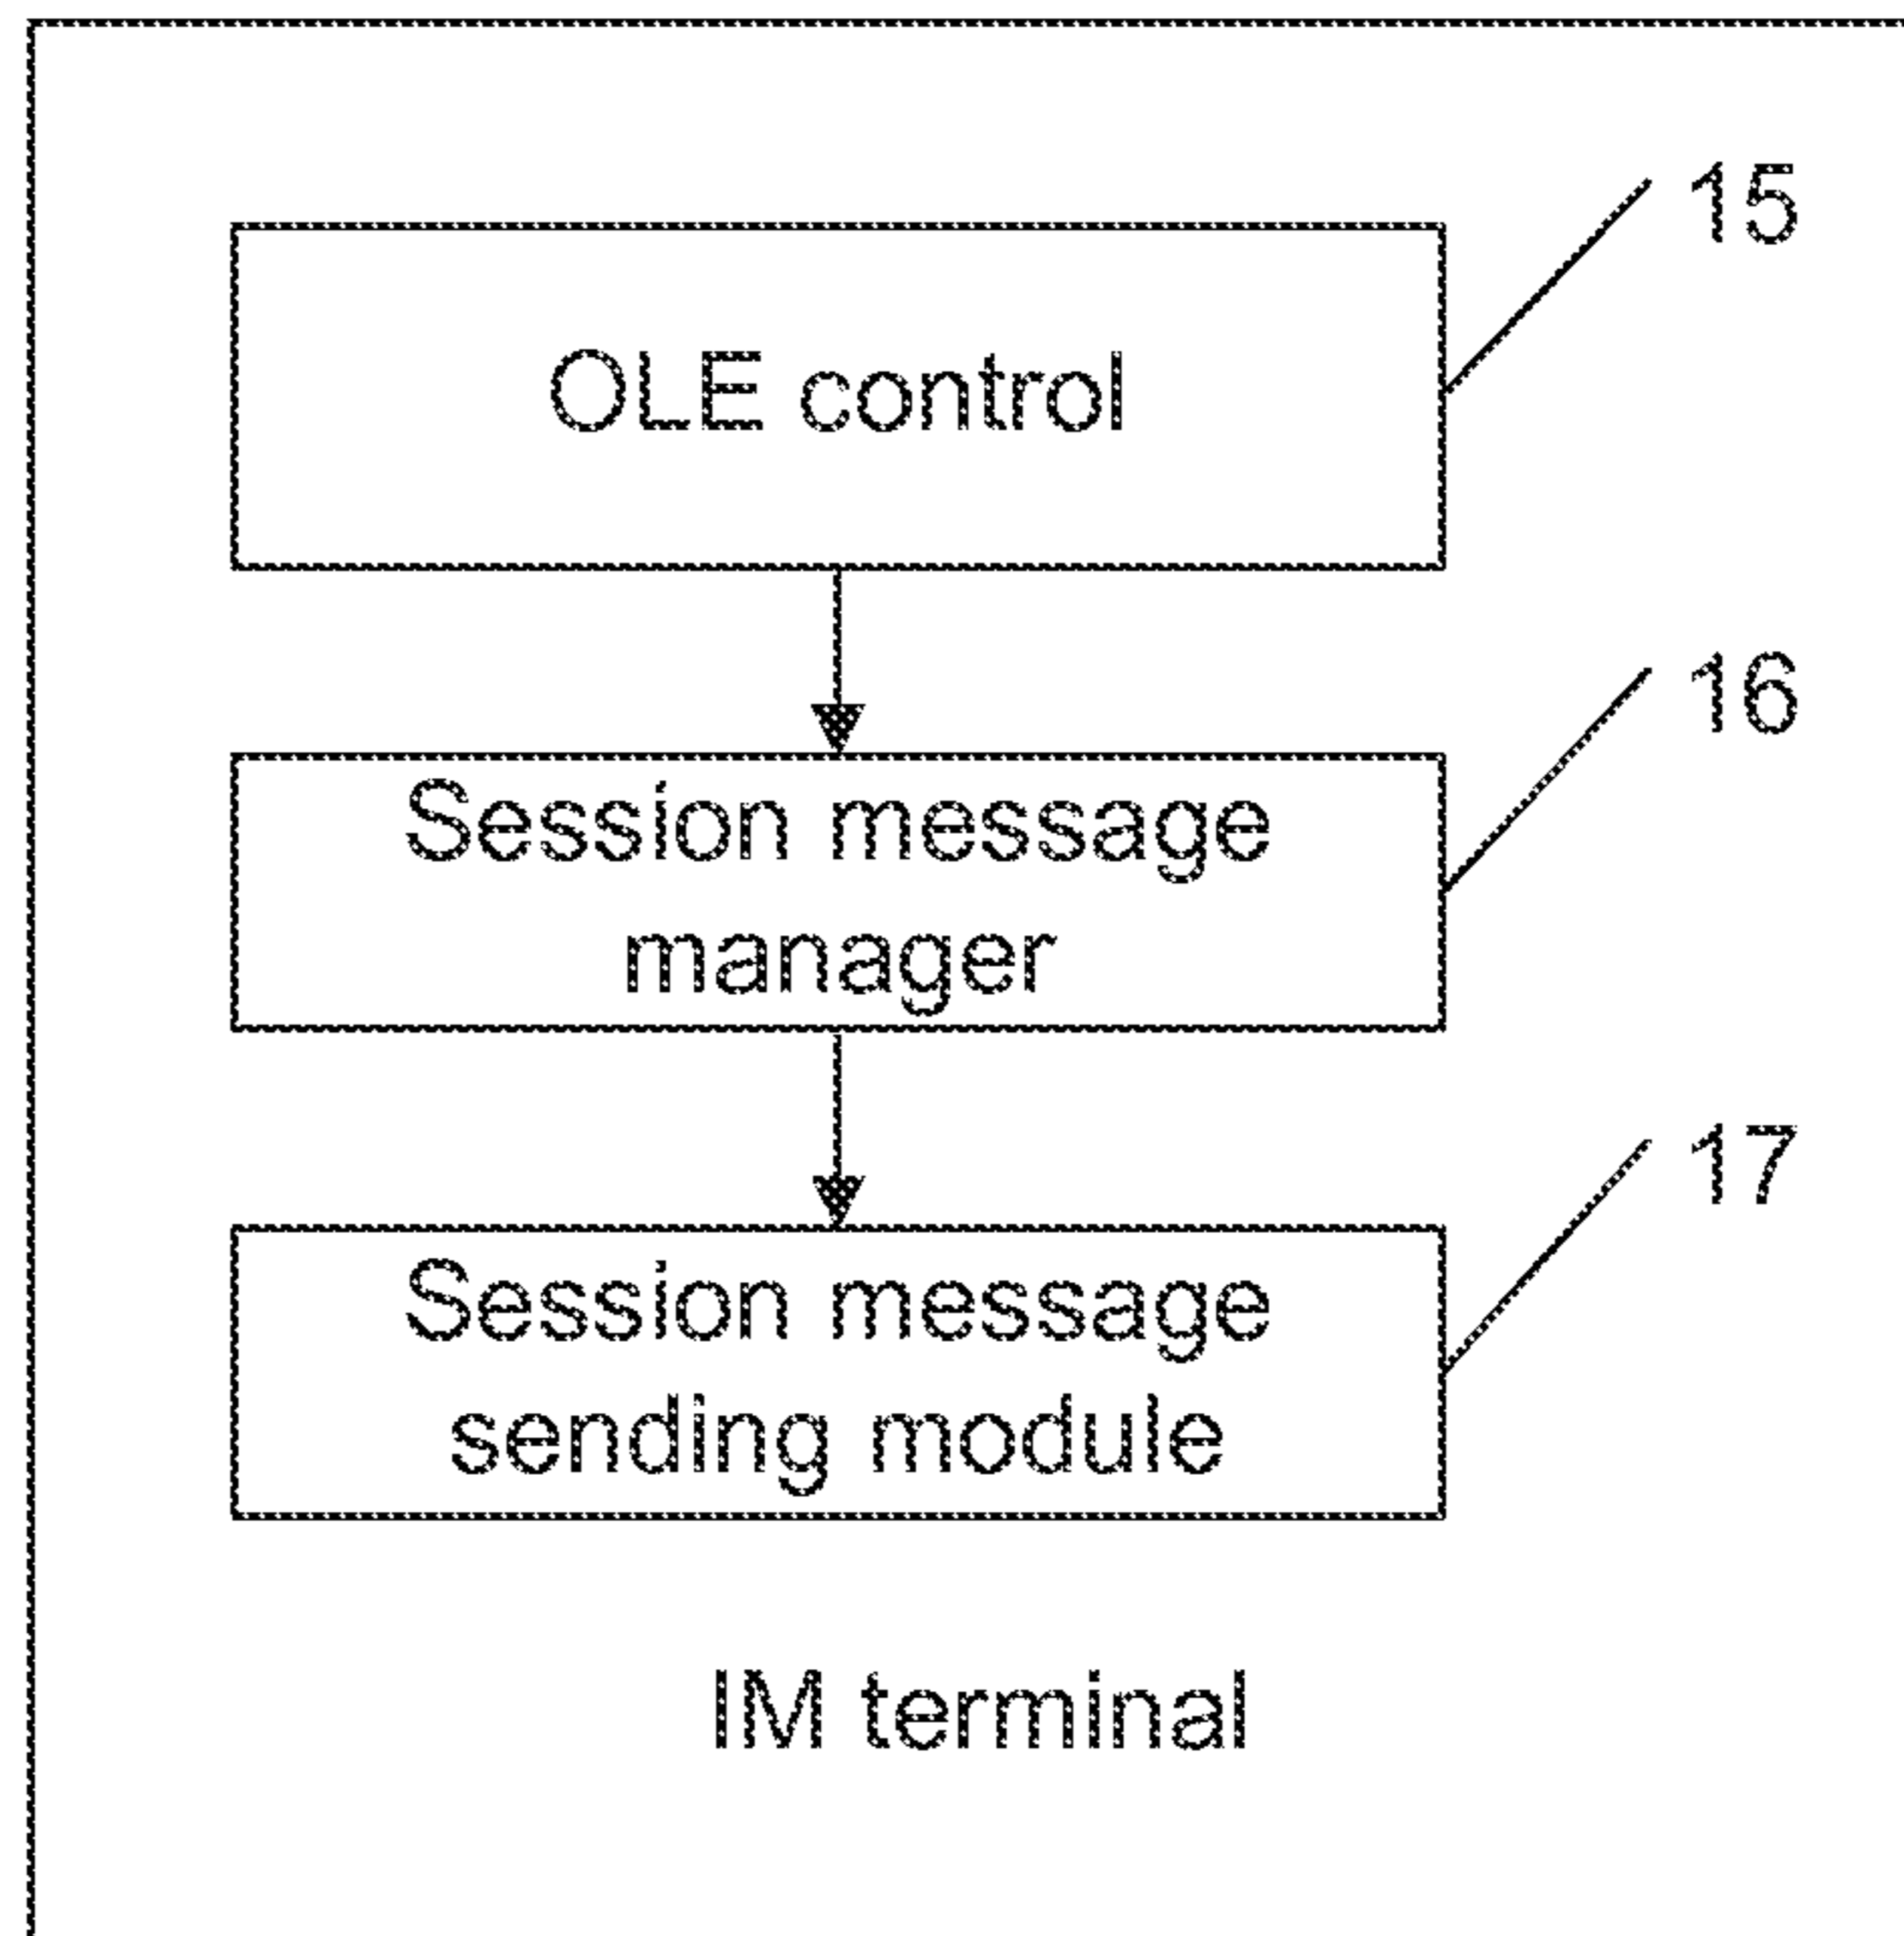 15
OLE control
16
Session message
manager
17
Session message
sending module
IM terminal